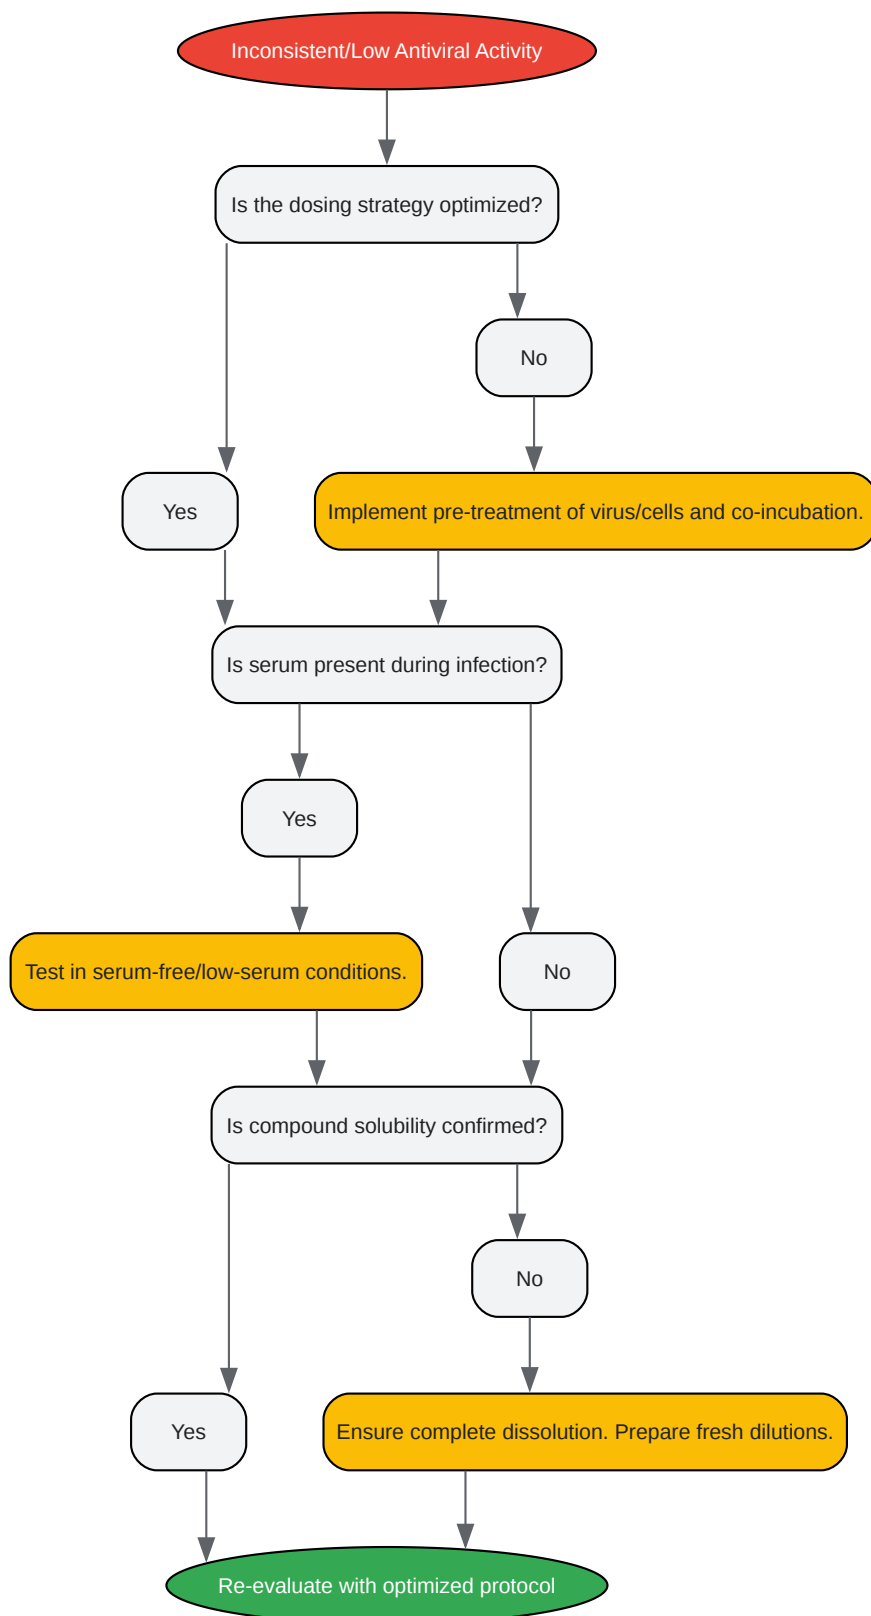 Inconsistent/Low Antiviral Activity
Is the dosing strategy optimized?
No
Yes
Implement pre-treatment of virus/cells and co-incubation.
Is serum present during infection?
Yes
Test in serum-free/low-serum conditions.
No
Is compound solubility confirmed?
No
Yes
Ensure complete dissolution. Prepare fresh dilutions.
Re-evaluate with optimized protocol